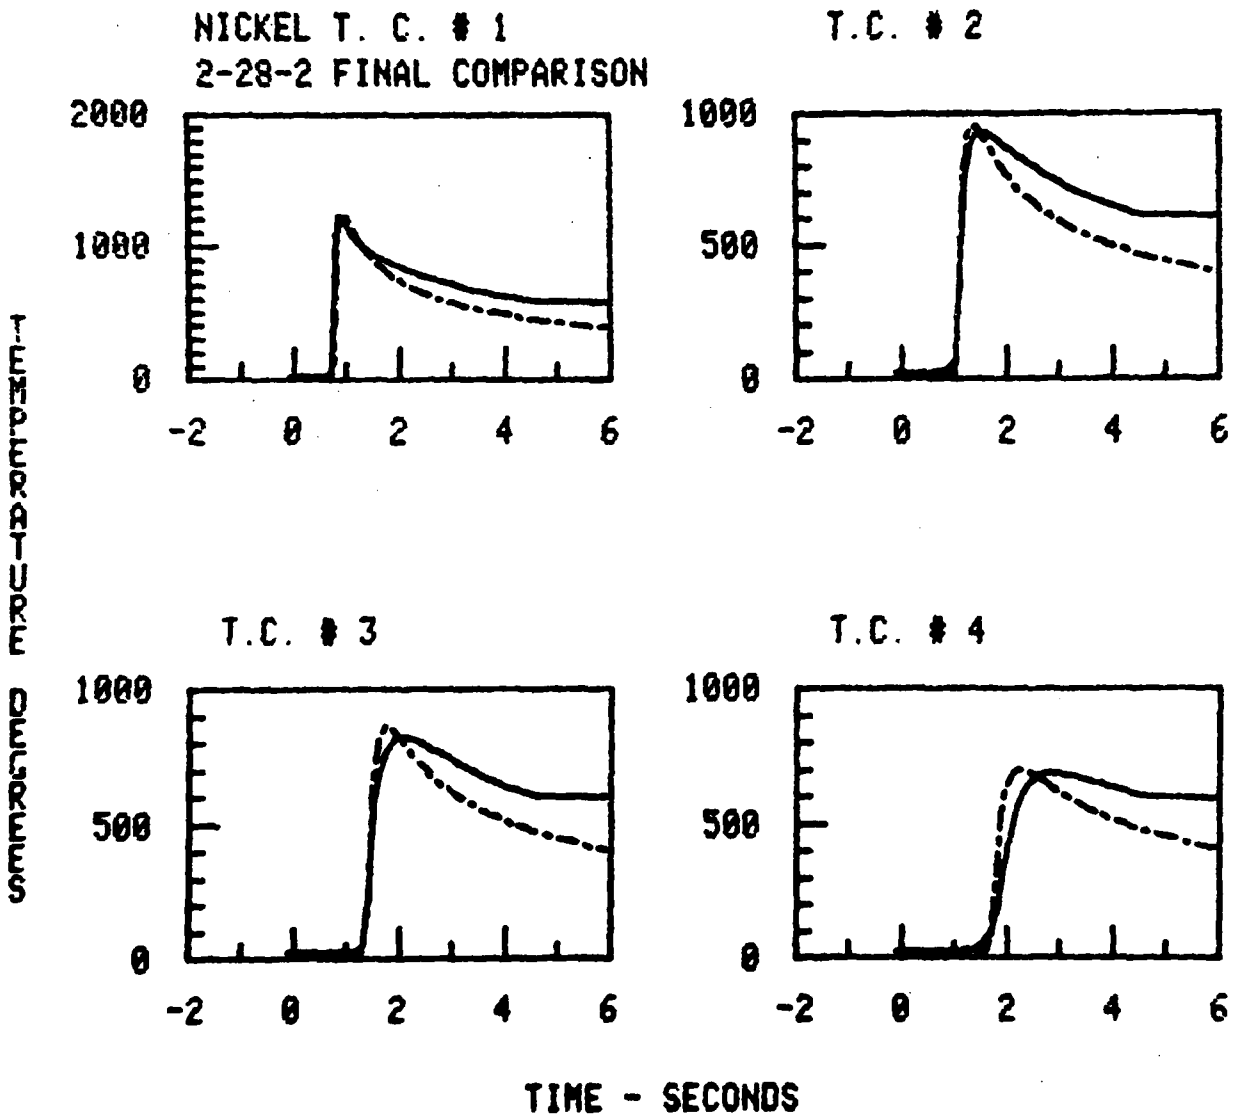 NICKEL T. C. # 1
2-28-2 FINAL COMPARISON
2000
1000
0
-2 0 2 4 6
T.C. # 2
1000
500
0
-2 0 2 4 6
TEMPERATURE DEGREES
T.C. # 3
1000
500
0
-2 0 2 4 6
T.C. # 4
1000
500
0
-2 0 2 4 6
TIME - SECONDS